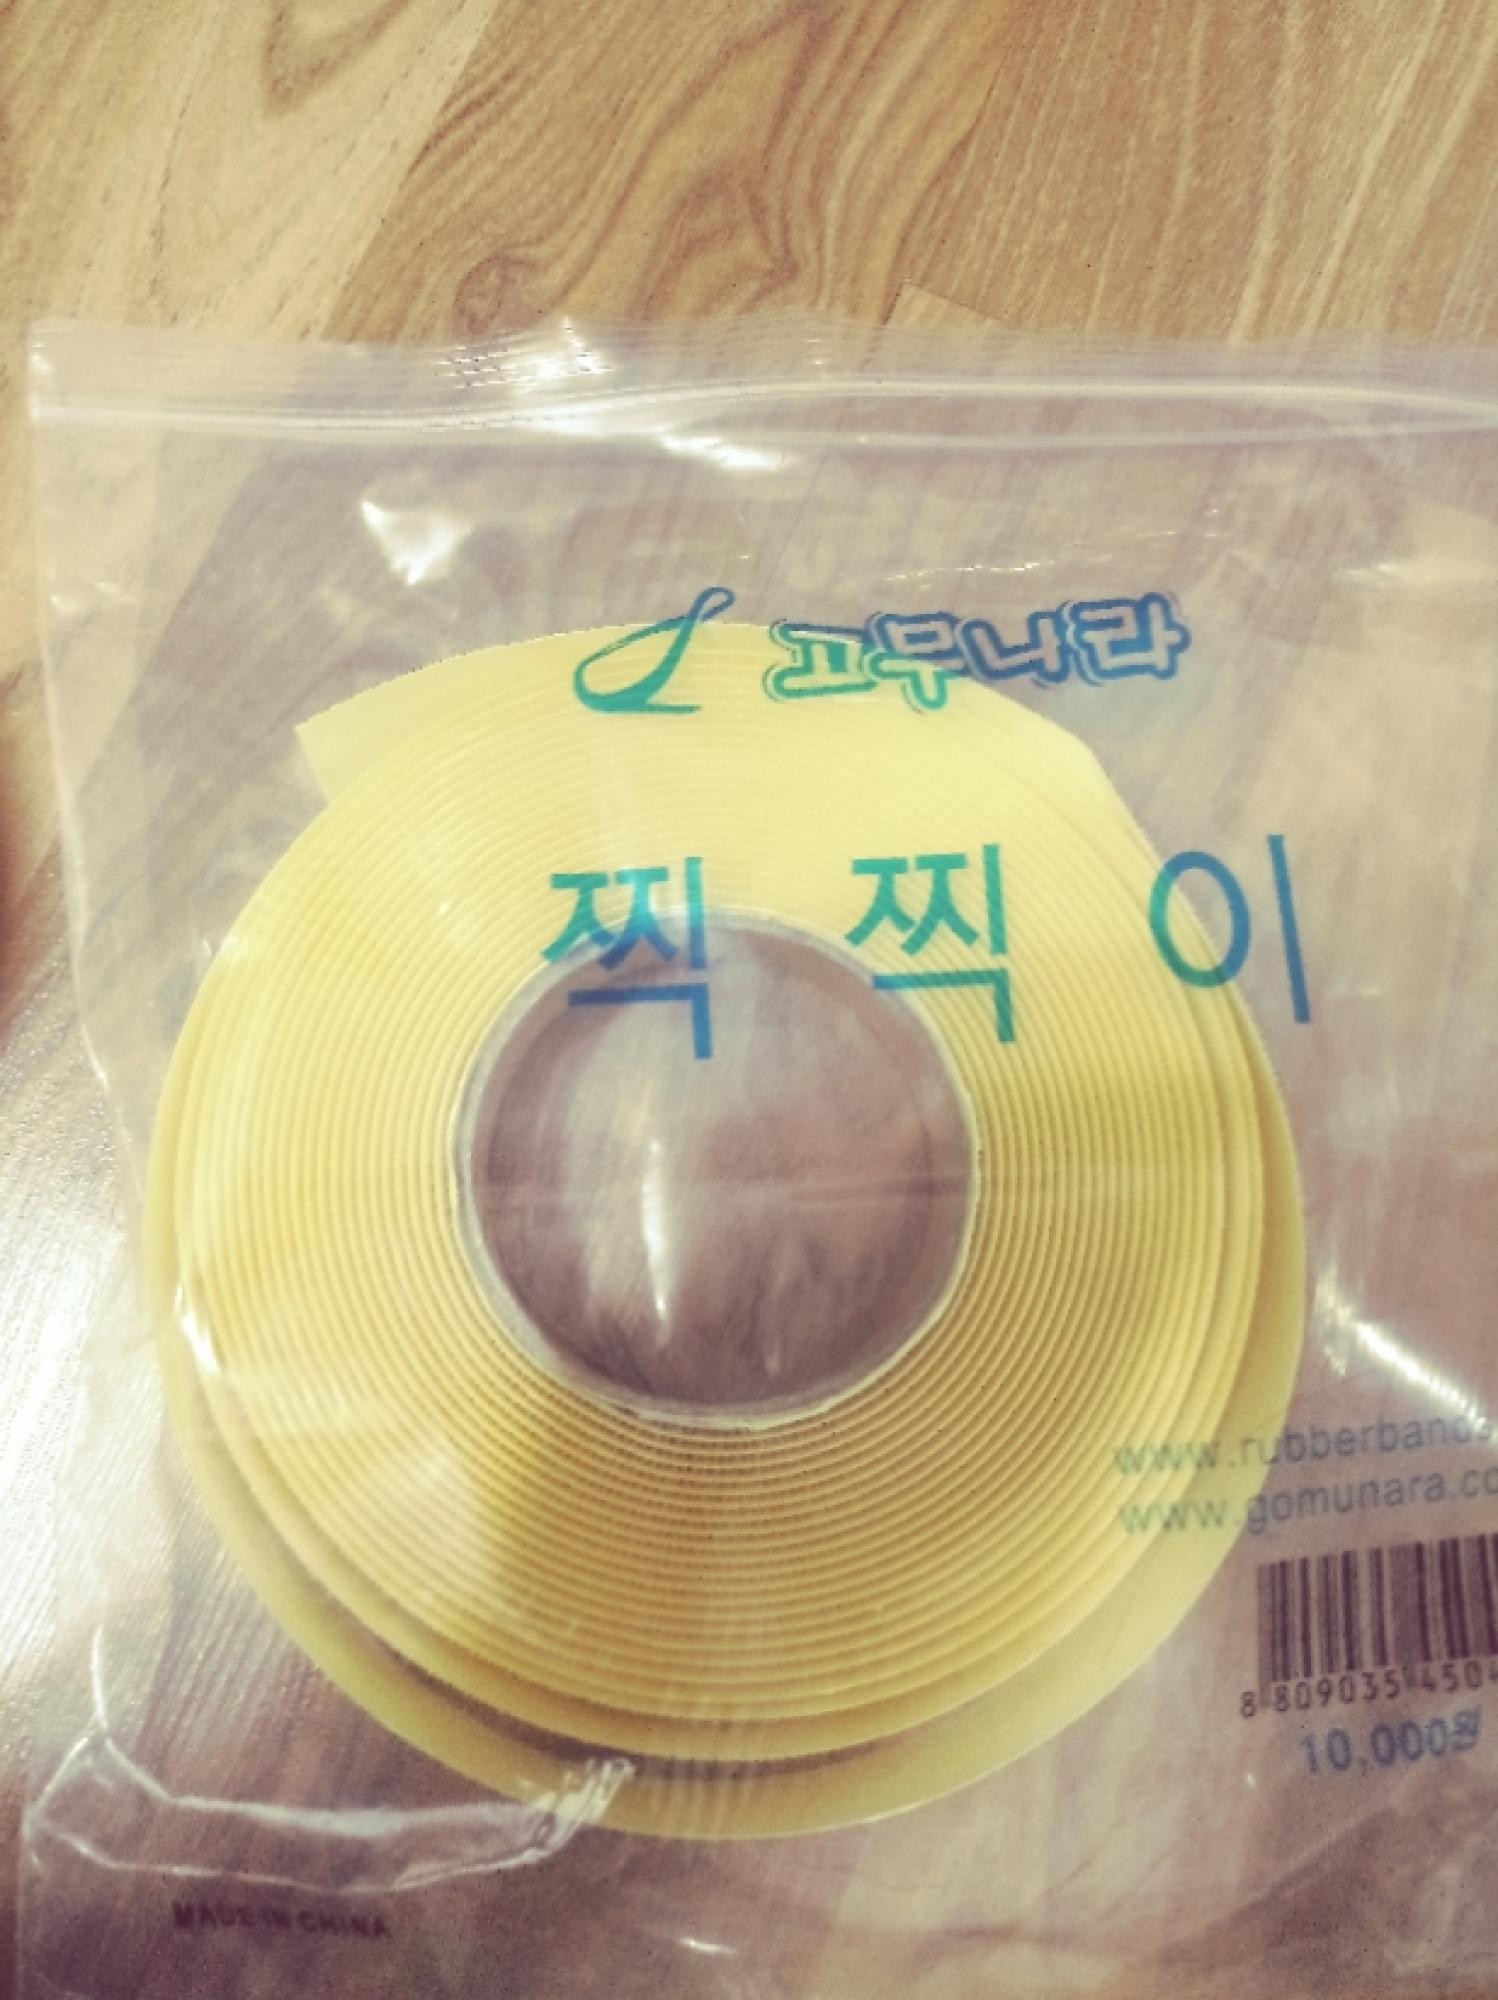 고무나라
찍 찍 이
www.rubberband
www.gomunara.co
8 809035 4504
10,000원
MADE IN CHINA